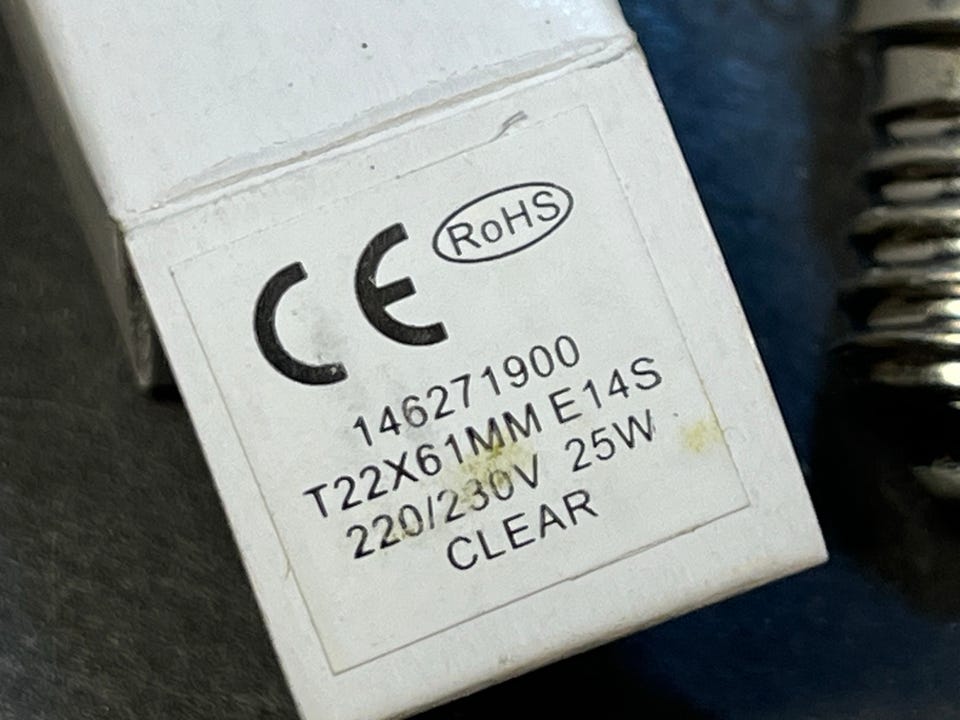 CE RoHS
146271900
T22X61MM E14S
220/230V 25W
CLEAR